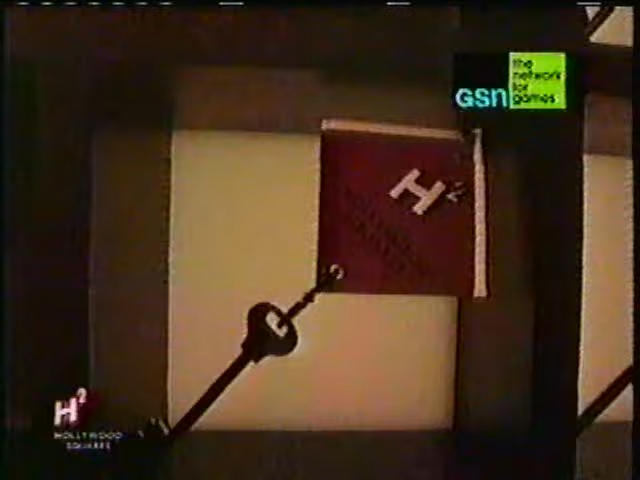 the
network
for
games
GSN
H²
H²
HOLLYWOOD
SQUARES